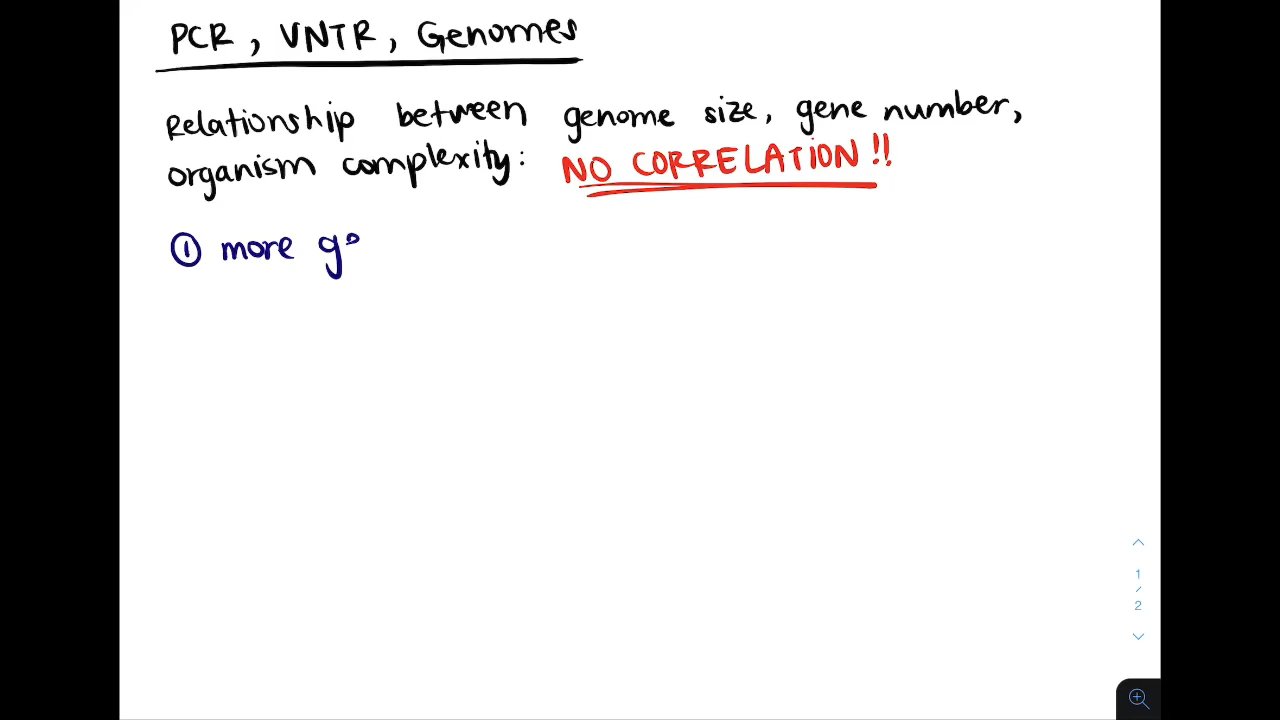 PCR, VNTR, Genomes
Relationship between genome size, gene number,
organism complexity: NO CORRELATION!!
① more g
1
/
2